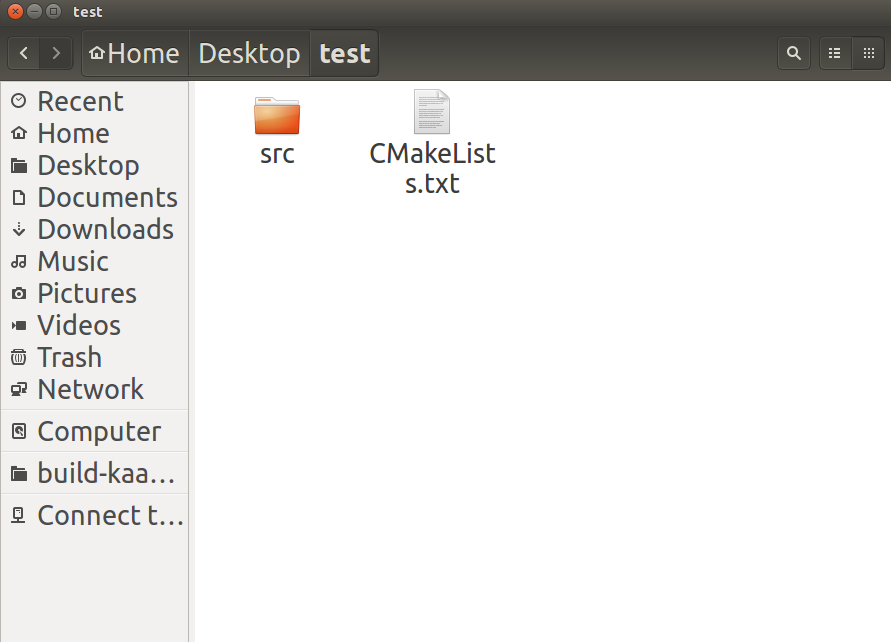 test
Home Desktop test
Recent
Home
Desktop
Documents
Downloads
Music
Pictures
Videos
Trash
Network
Computer
build-kaa...
Connect t...
src
CMakeList
s.txt